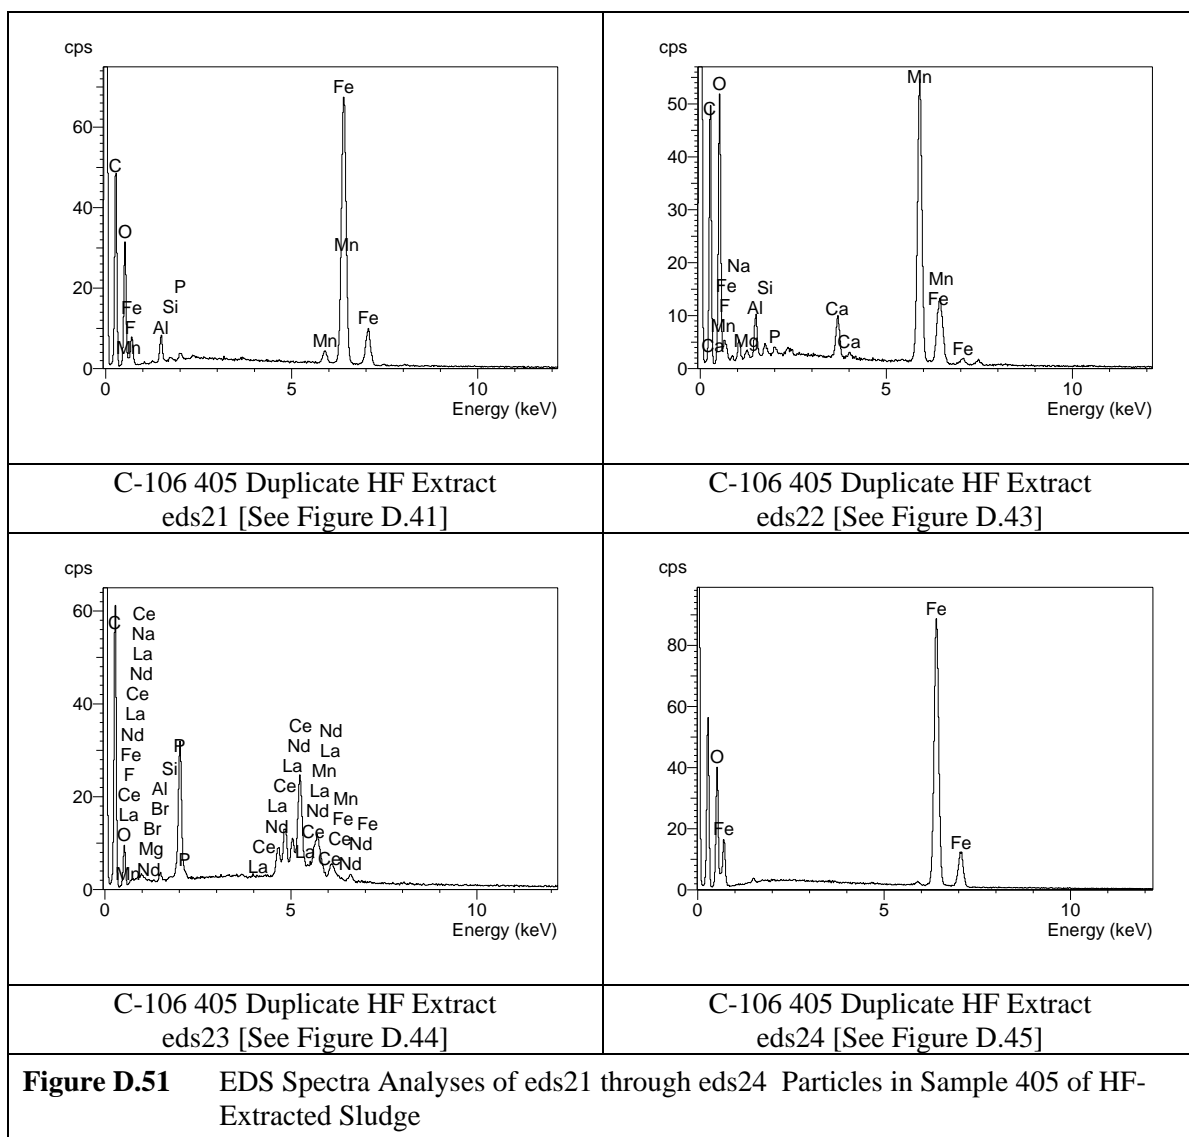 cps
60
40
20
0
C
O
Fe
F
Mn
P
Si
Al
Fe
Mn
Mn
Fe
0
5
10
Energy (keV)
C-106 405 Duplicate HF Extract
eds21 [See Figure D.41]
cps
50
40
30
20
10
0
O
C
Na
Fe
F
Mn
Ca
Si
Al
Mg
P
Ca
Ca
Mn
Mn
Fe
Fe
0
5
10
Energy (keV)
C-106 405 Duplicate HF Extract
eds22 [See Figure D.43]
cps
60
40
20
0
C
Ce
Na
La
Nd
Ce
La
Nd
Fe
F
Ce
La
O
Mn
P
Si
Al
Br
Br
Mg
Nd
P
Ce
Nd
La
Ce
La
Nd
Ce
La
Nd
La
Mn
La
Nd
Ce
La
Mn
Fe
Ce
Ce
Fe
Nd
Nd
0
5
10
Energy (keV)
C-106 405 Duplicate HF Extract
eds23 [See Figure D.44]
cps
80
60
40
20
0
O
Fe
Fe
Fe
0
5
10
Energy (keV)
C-106 405 Duplicate HF Extract
eds24 [See Figure D.45]
Figure D.51 EDS Spectra Analyses of eds21 through eds24 Particles in Sample 405 of HF-
Extracted Sludge